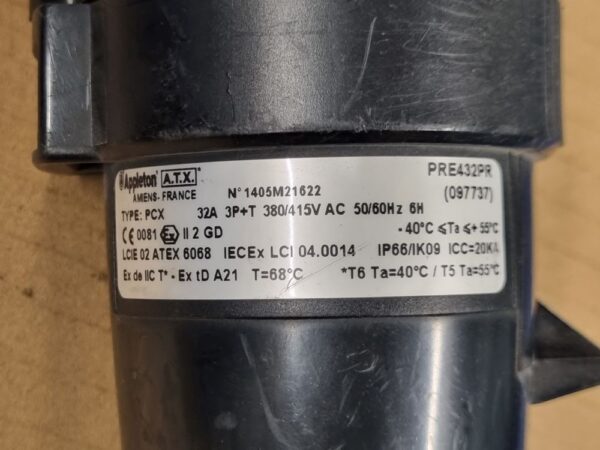 Appleton A.T.X.
PRE432PR
AMIENS-FRANCE
N° 1405M21622
(097737)
TYPE: PCX 32A 3P+T 380/415V AC 50/60Hz 6H
CE 0081 Ex II 2 GD
-40°C ≤Ta ≤+55°C
LCIE 02 ATEX 6068 IECEx LCI 04.0014 IP66/IK09 ICC=20KA
Ex de IIC T* - Ex tD A21 T=68°C *T6 Ta=40°C / T5 Ta=55°C